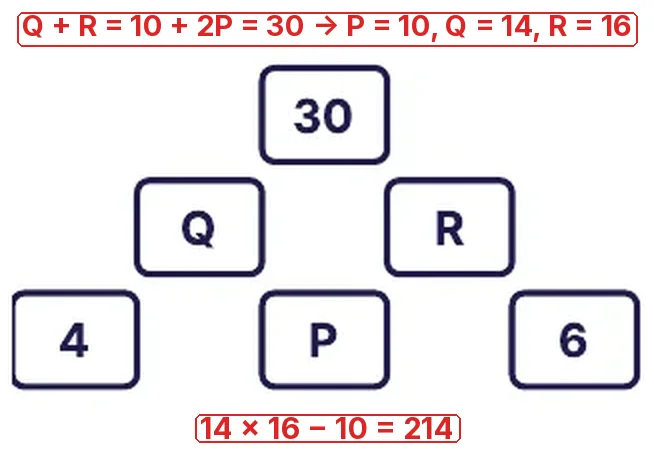 Q + R = 10 + 2P = 30 → P = 10, Q = 14, R = 16
30
Q R
4 P 6
14 × 16 − 10 = 214